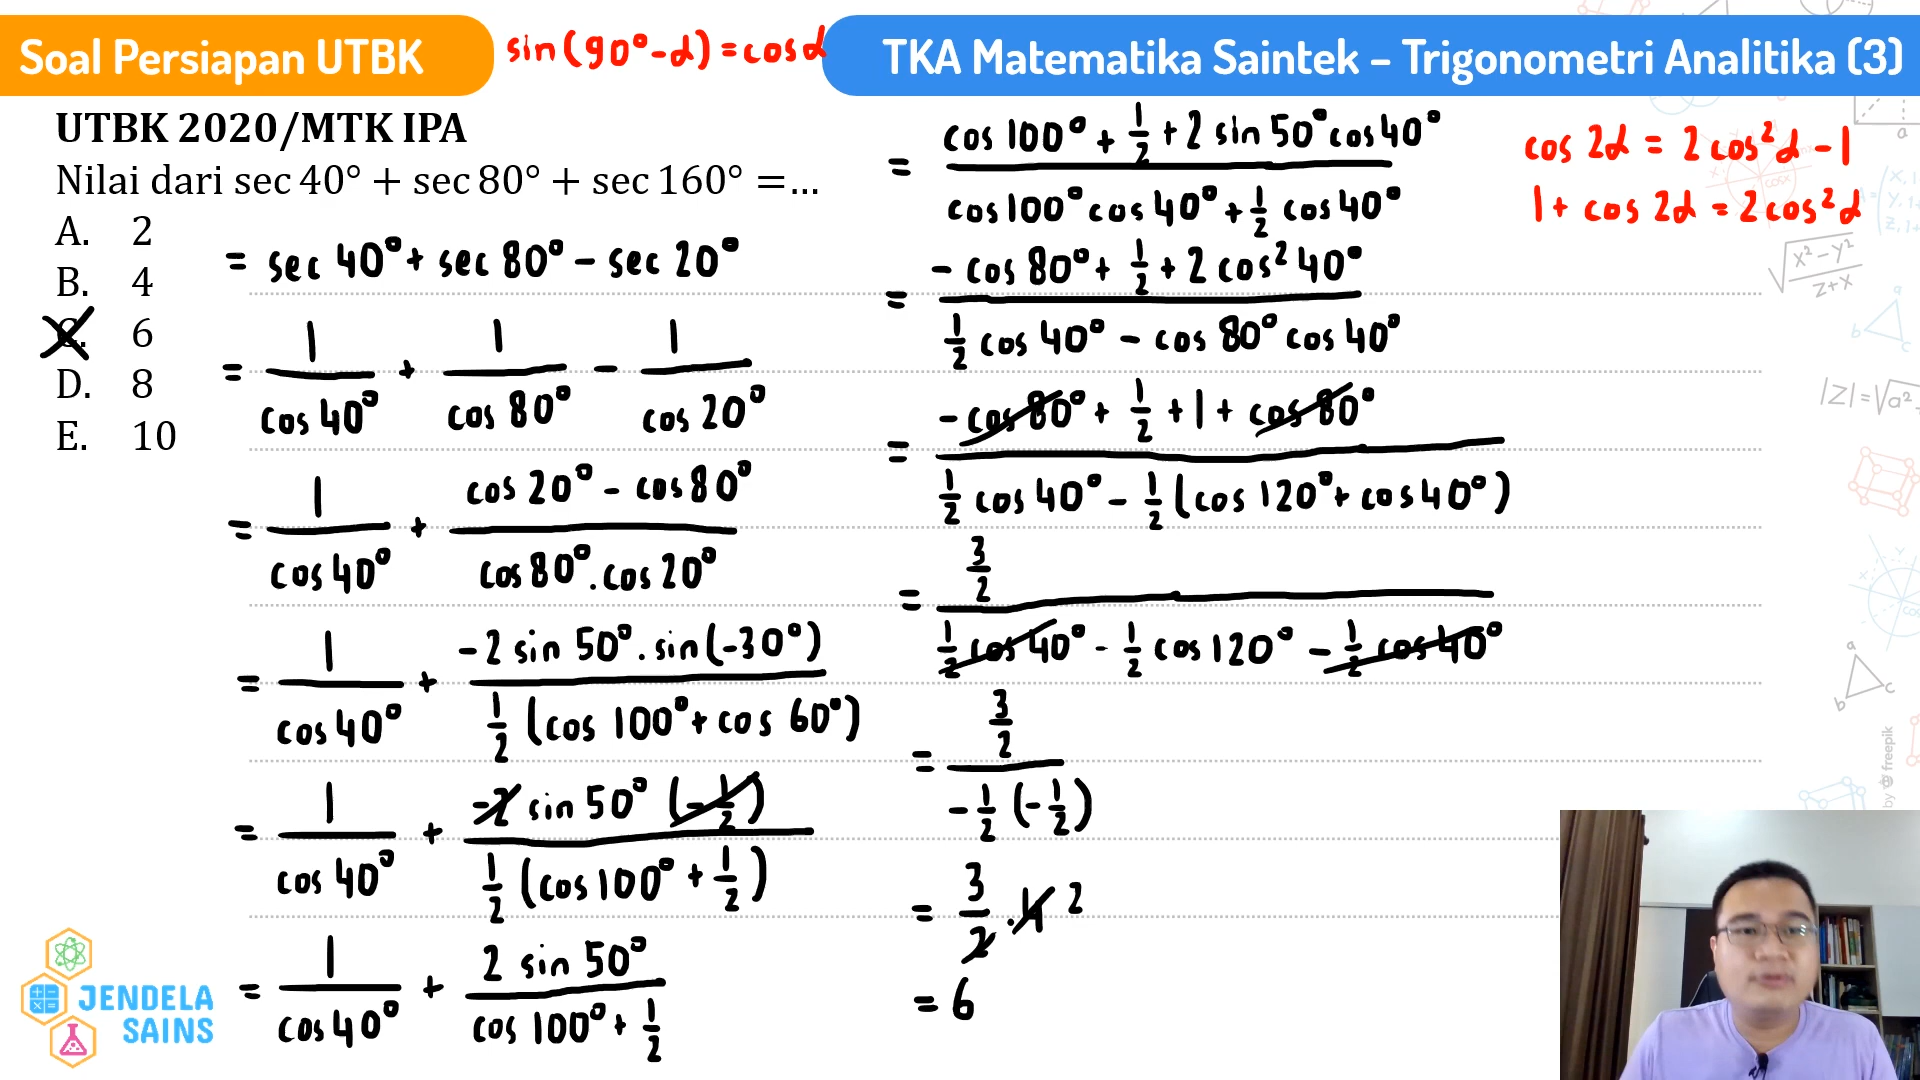 Soal Persiapan UTBK
sin(90°-α)=cosα
TKA Matematika Saintek – Trigonometri Analitika (3)
UTBK 2020/MTK IPA
Nilai dari sec 40° + sec 80° + sec 160° =...
A. 2
B. 4
C. 6
D. 8
E. 10
= sec 40° + sec 80° - sec 20°
= 1/cos 40° + 1/cos 80° - 1/cos 20°
= 1/cos 40° + (cos 20° - cos 80°)/(cos 80° . cos 20°)
= 1/cos 40° + (-2 sin 50° . sin(-30°))/(1/2 (cos 100° + cos 60°))
= 1/cos 40° + (-2 sin 50° (-1/2))/(1/2 (cos 100° + 1/2))
= 1/cos 40° + (2 sin 50°)/(cos 100° + 1/2)
= (cos 100° + 1/2 + 2 sin 50° cos 40°)/(cos 100° cos 40° + 1/2 cos 40°)
= (- cos 80° + 1/2 + 2 cos² 40°)/(1/2 cos 40° - cos 80° cos 40°)
= (- cos 80° + 1/2 + 1 + cos 80°)/(1/2 cos 40° - 1/2 (cos 120° + cos 40°))
= (3/2)/(1/2 cos 40° - 1/2 cos 120° - 1/2 cos 40°)
= (3/2)/(-1/2 (-1/2))
= 3/2 . 4 2
= 6
cos 2α = 2 cos² α - 1
1 + cos 2α = 2 cos² α
√((x²-y²)/(z+x))
a
b
c
by freepik
JENDELA
SAINS